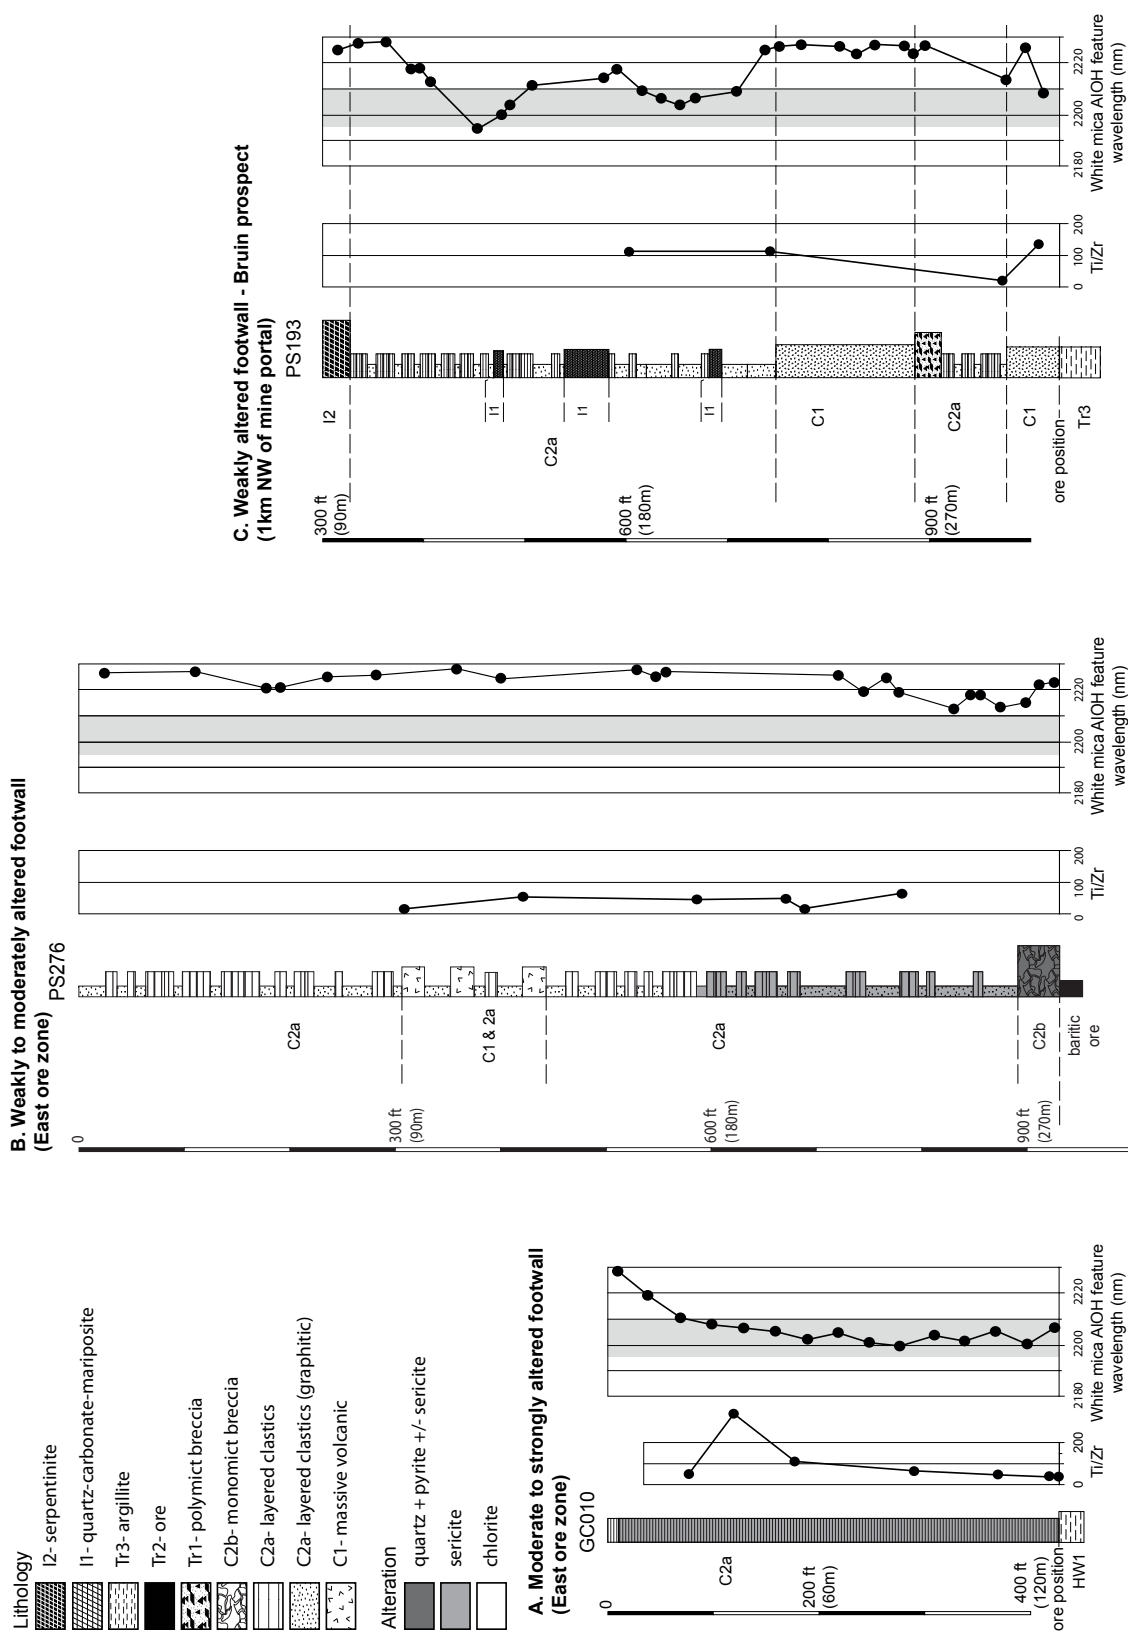 Lithology
I2- serpentinite
I1- quartz-carbonate-mariposite
Tr3- argillite
Tr2- ore
Tr1- polymict breccia
C2b- monomict breccia
C2a- layered clastics
C2a- layered clastics (graphitic)
C1- massive volcanic
Alteration
quartz + pyrite +/- sericite
sericite
chlorite
A. Moderate to strongly altered footwall
(East ore zone)
GC010
0
200 ft
(60m)
400 ft
(120m)
C2a
ore position
HW1
0
200
Ti/Zr
2180
2200
2220
White mica AlOH feature
wavelength (nm)
B. Weakly to moderately altered footwall
(East ore zone)
PS276
0
300 ft
(90m)
600 ft
(180m)
900 ft
(270m)
C2a
C1 & 2a
C2a
C2b
baritic
ore
0
100
200
Ti/Zr
2180
2200
2220
White mica AlOH feature
wavelength (nm)
C. Weakly altered footwall - Bruin prospect
(1km NW of mine portal)
PS193
300 ft
(90m)
600 ft
(180m)
900 ft
(270m)
I2
I1
I1
I1
C2a
C1
C2a
C1
ore position
Tr3
0
100
200
Ti/Zr
2180
2200
2220
White mica AlOH feature
wavelength (nm)